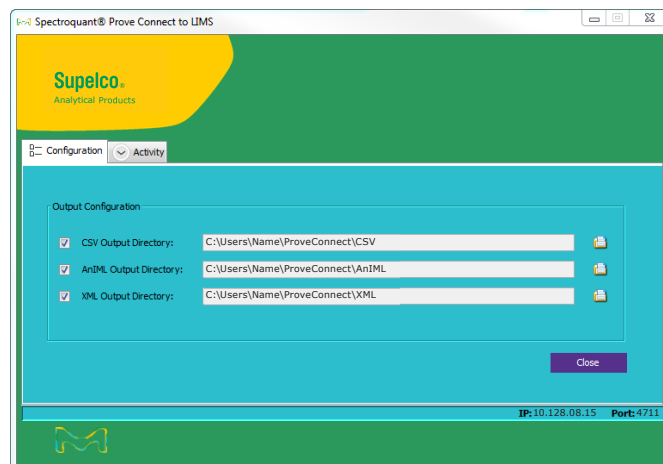 Spectroquant® Prove Connect to LIMS
Supelco®
Analytical Products
Configuration Activity
Output Configuration
CSV Output Directory: C:\Users\Name\ProveConnect\CSV
AnIML Output Directory: C:\Users\Name\ProveConnect\AnIML
XML Output Directory: C:\Users\Name\ProveConnect\XML
Close
IP:10.128.08.15 Port:4711